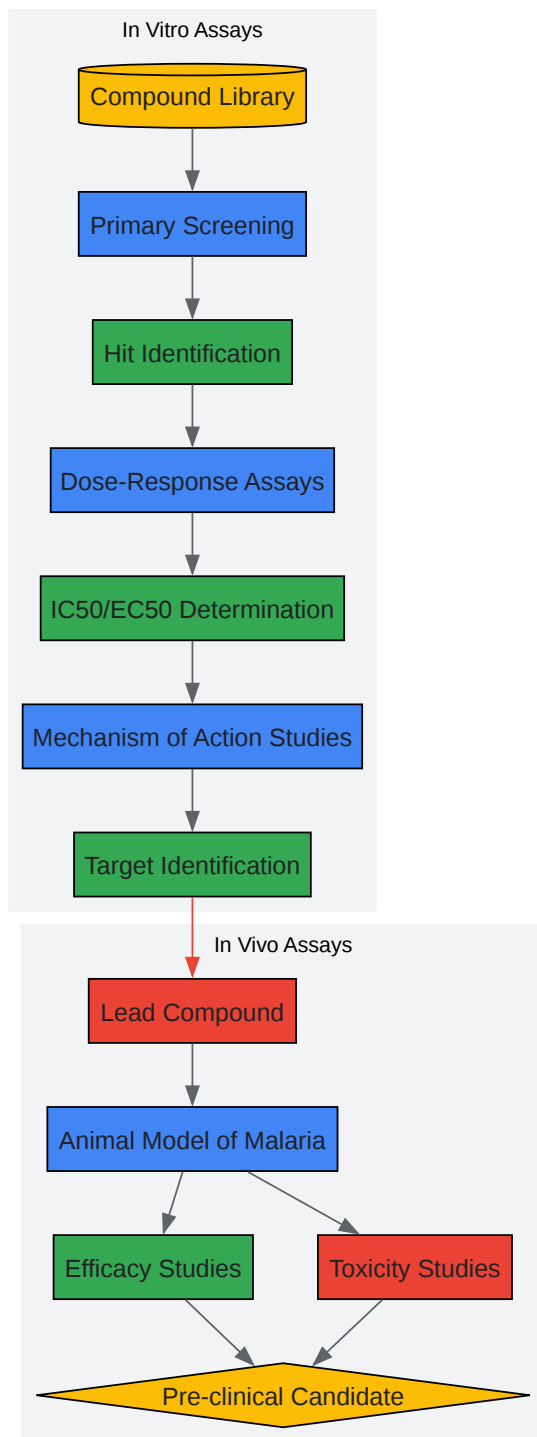 In Vitro Assays
Compound Library
Primary Screening
Hit Identification
Dose-Response Assays
IC50/EC50 Determination
Mechanism of Action Studies
Target Identification
In Vivo Assays
Lead Compound
Animal Model of Malaria
Efficacy Studies
Toxicity Studies
Pre-clinical Candidate